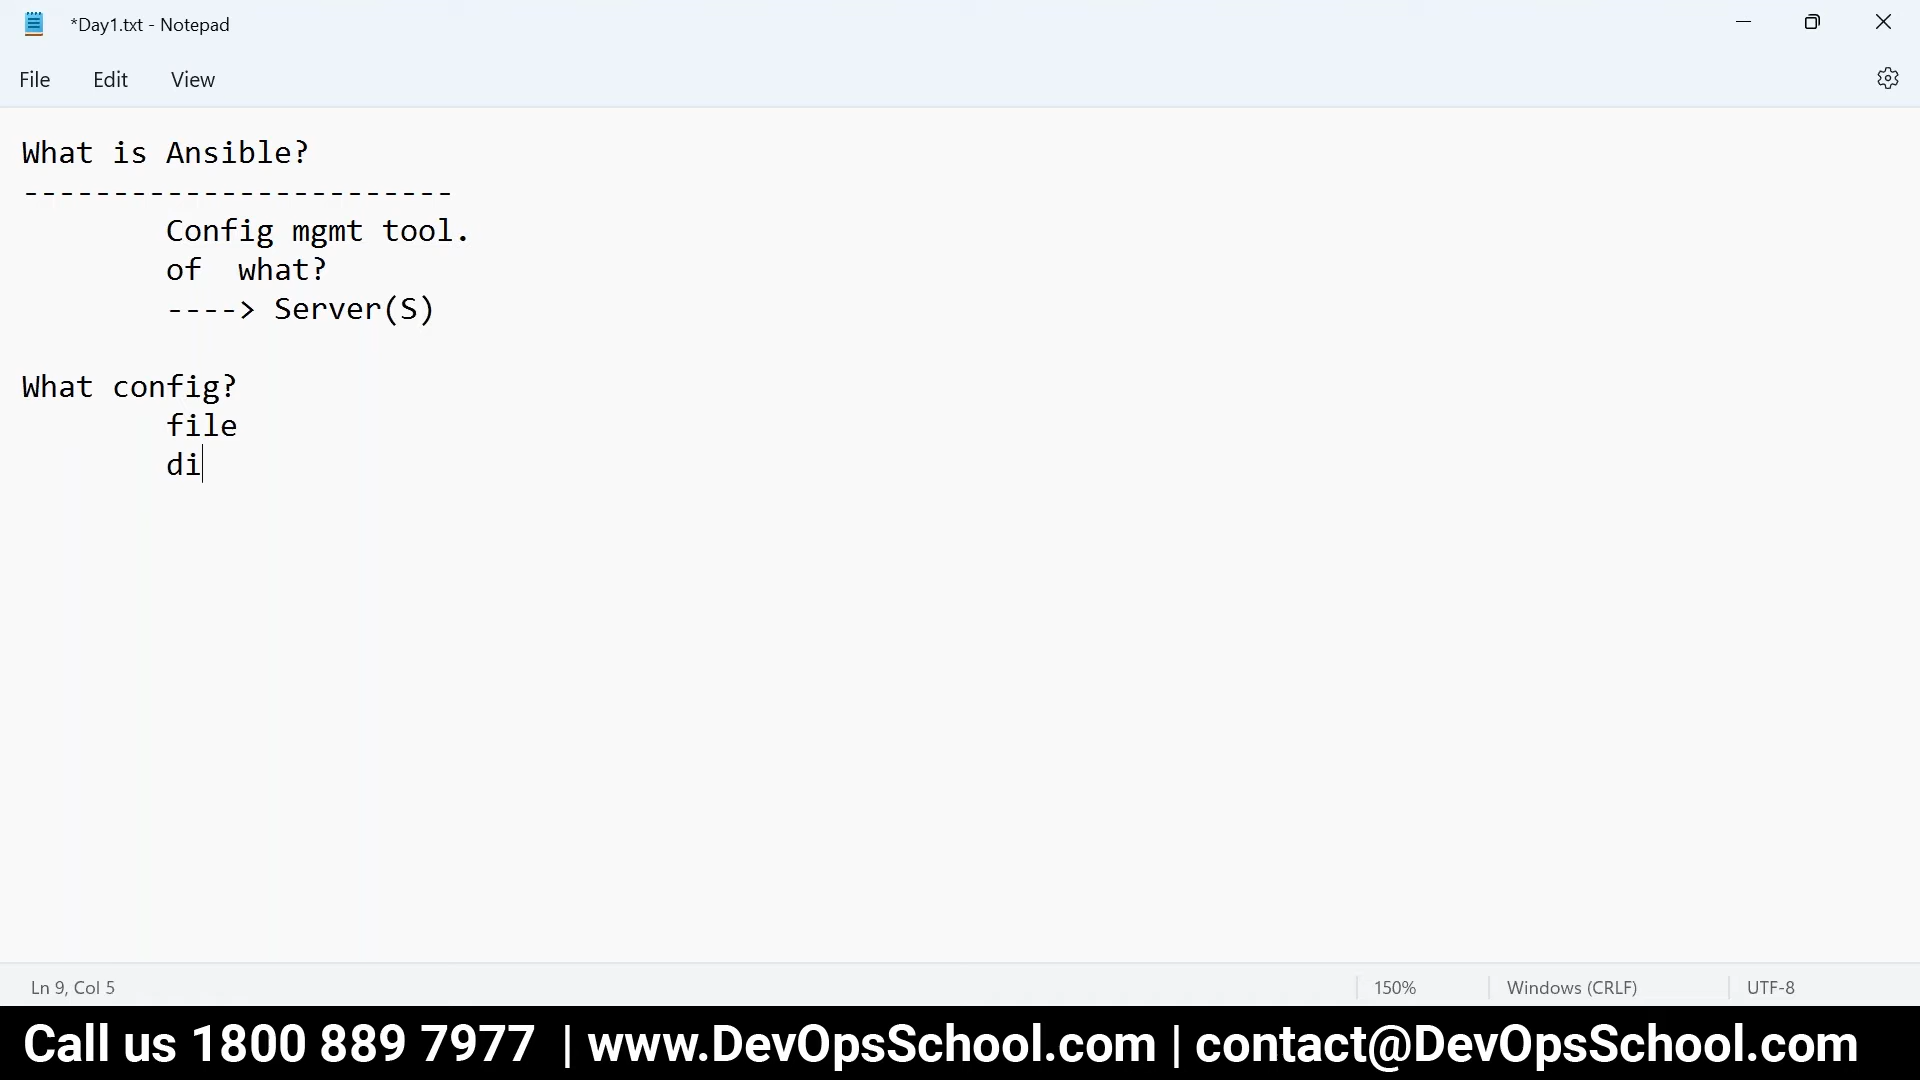 *Day1.txt - Notepad
File Edit View
What is Ansible?
------------------------
Config mgmt tool.
of  what?
----> Server(S)
What config?
file
di
Ln 9, Col 5 150% Windows (CRLF) UTF-8
Call us 1800 889 7977 | www.DevOpsSchool.com | contact@DevOpsSchool.com